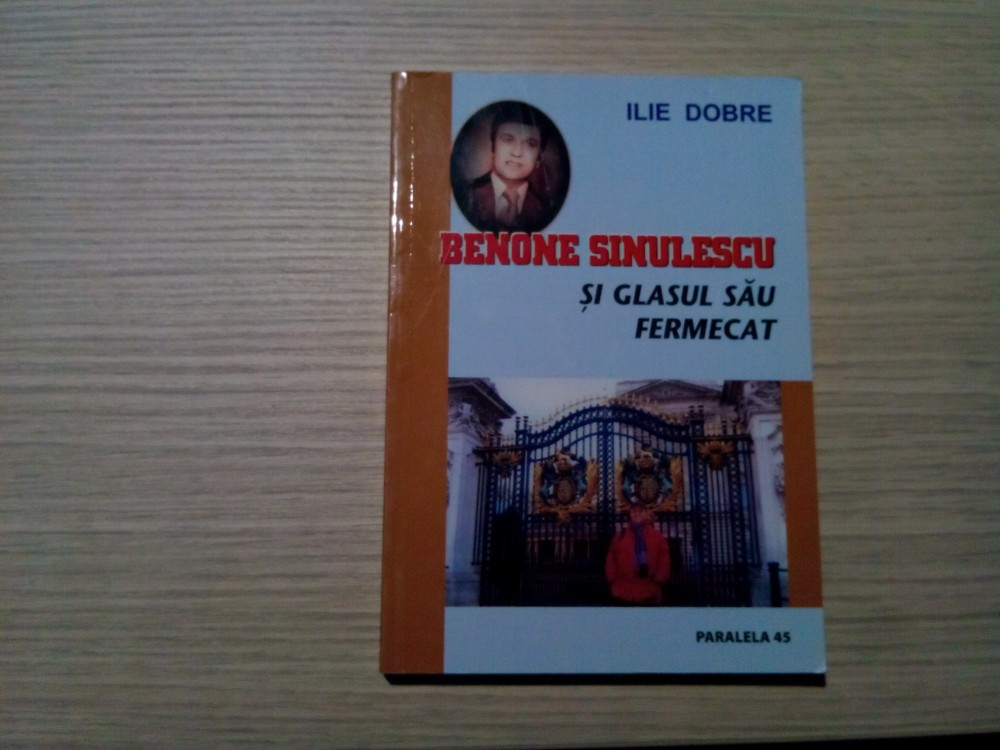 ILIE DOBRE
BENONE SINULESCU
ȘI GLASUL SĂU
FERMECAT
PARALELA 45